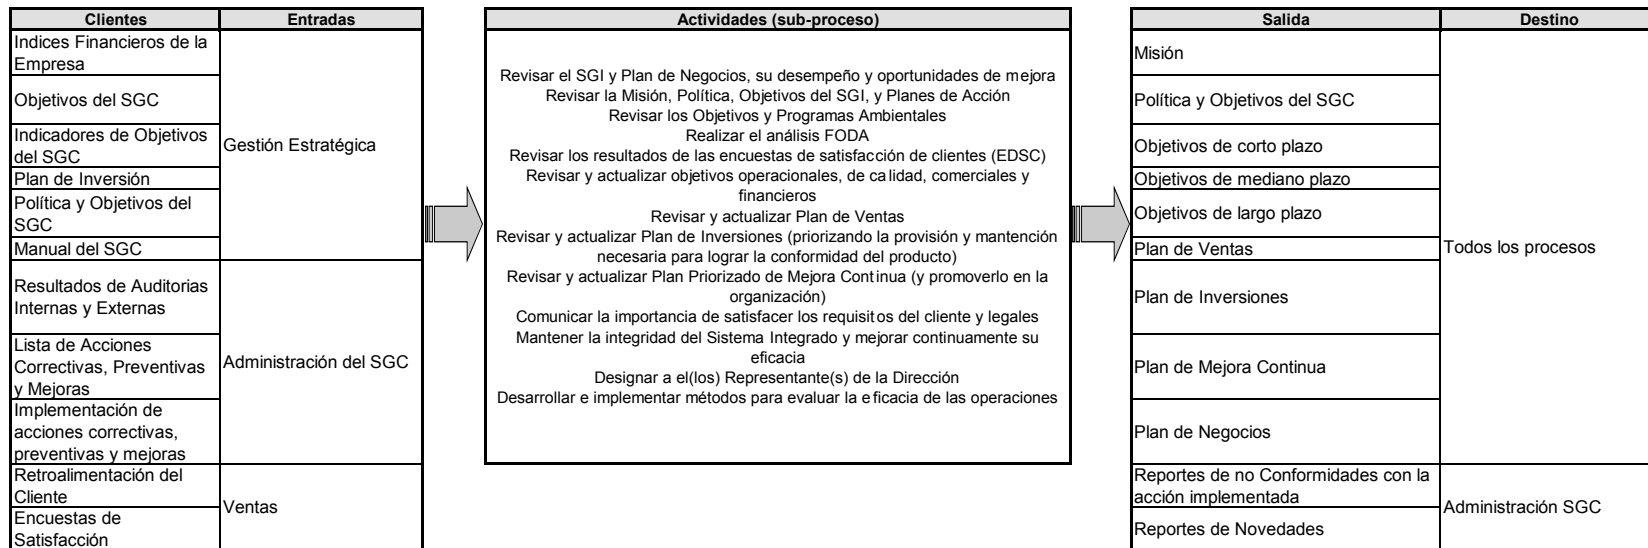 Clientes
Entradas
Indices Financieros de la
Empresa
Objetivos del SGC
Indicadores de Objetivos
del SGC
Plan de Inversión
Política y Objetivos del
SGC
Manual del SGC
Gestión Estratégica
Resultados de Auditorias
Internas y Externas
Lista de Acciones
Correctivas, Preventivas
y Mejoras
Implementación de
acciones correctivas,
preventivas y mejoras
Administración del SGC
Retroalimentación del
Cliente
Encuestas de
Satisfacción
Ventas
Actividades (sub-proceso)
Revisar el SGI y Plan de Negocios, su desempeño y oportunidades de mejora
Revisar la Misión, Política, Objetivos del SGI, y Planes de Acción
Revisar los Objetivos y Programas Ambientales
Realizar el análisis FODA
Revisar los resultados de las encuestas de satisfacción de clientes (EDSC)
Revisar y actualizar objetivos operacionales, de calidad, comerciales y
financieros
Revisar y actualizar Plan de Ventas
Revisar y actualizar Plan de Inversiones (priorizando la provisión y mantención
necesaria para lograr la conformidad del producto)
Revisar y actualizar Plan Priorizado de Mejora Continua (y promoverlo en la
organización)
Comunicar la importancia de satisfacer los requisitos del cliente y legales
Mantener la integridad del Sistema Integrado y mejorar continuamente su
eficacia
Designar a el(los) Representante(s) de la Dirección
Desarrollar e implementar métodos para evaluar la eficacia de las operaciones
Salida
Destino
Misión
Política y Objetivos del SGC
Objetivos de corto plazo
Objetivos de mediano plazo
Objetivos de largo plazo
Plan de Ventas
Plan de Inversiones
Plan de Mejora Continua
Plan de Negocios
Todos los procesos
Reportes de no Conformidades con la
acción implementada
Reportes de Novedades
Administración SGC